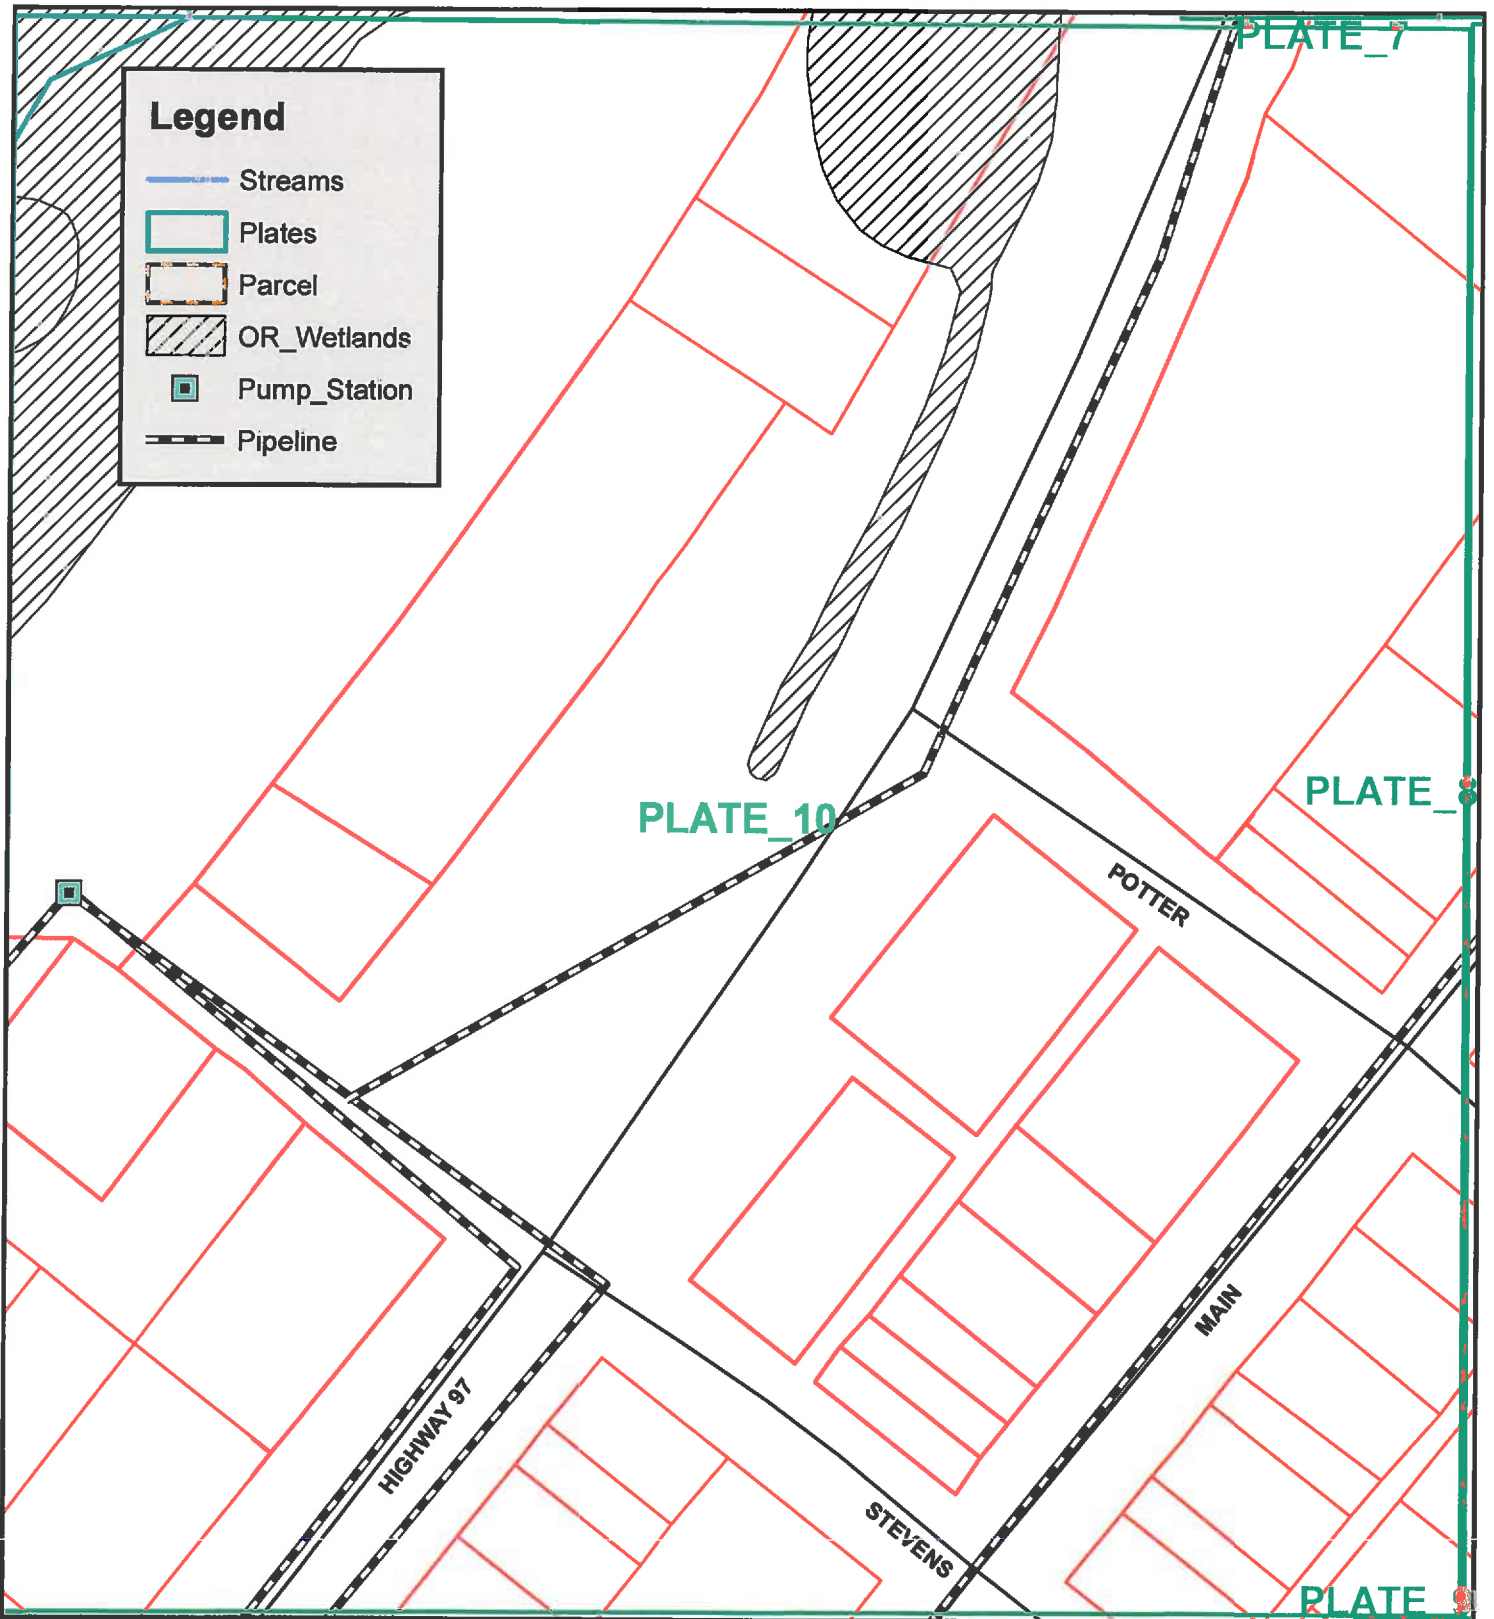 PLATE_7
Legend
Streams
Plates
Parcel
OR_Wetlands
Pump_Station
Pipeline
PLATE_8
PLATE_10
POTTER
MAIN
HIGHWAY 97
STEVENS
PLATE_9